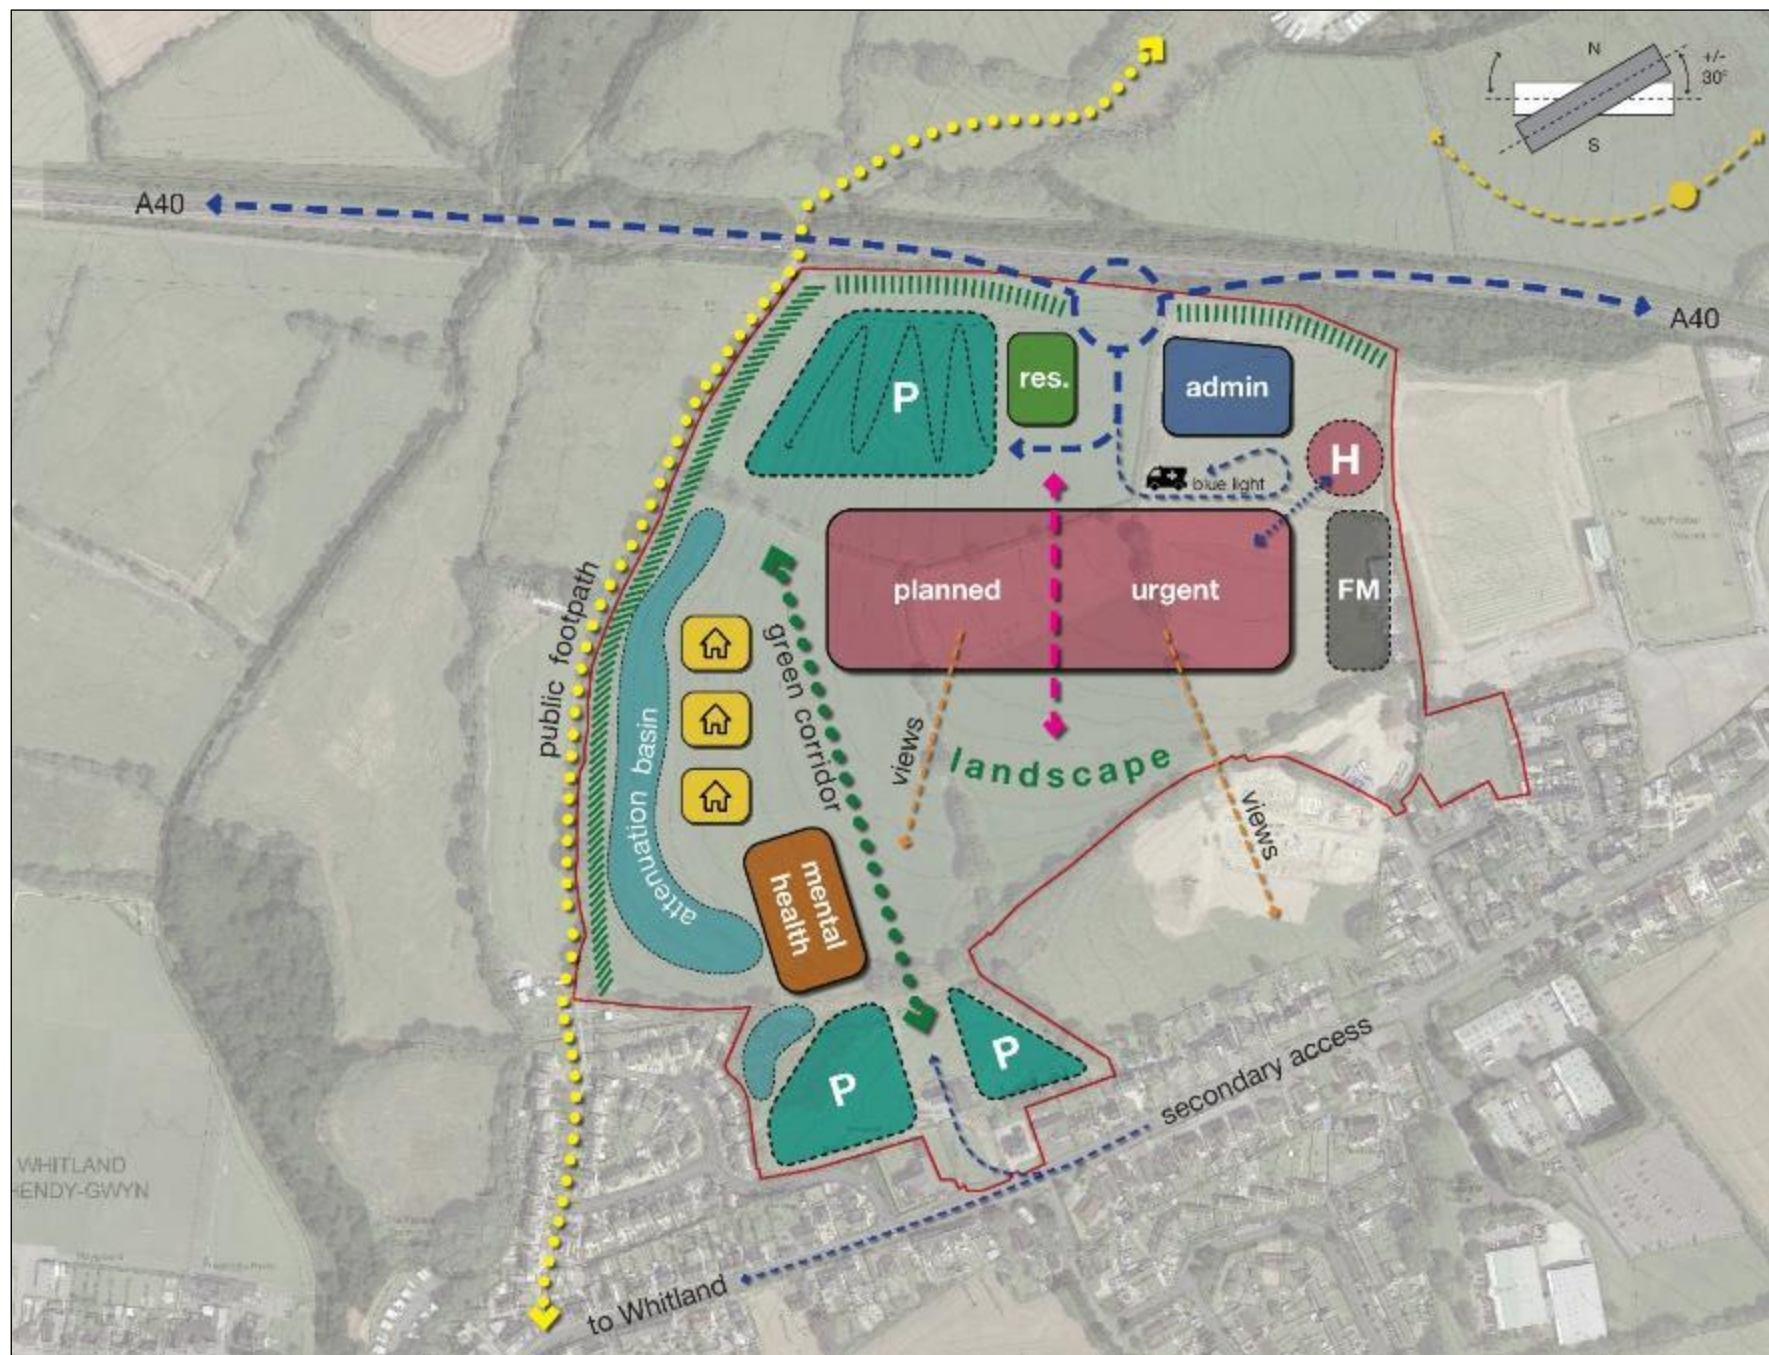 N
+/-
30°
S
A40
A40
P
res.
admin
H
blue light
planned
urgent
FM
public footpath
green corridor
attenuation basin
views
landscape
views
mental
health
P
P
secondary access
to Whitland
WHITLAND
HENDY-GWYN